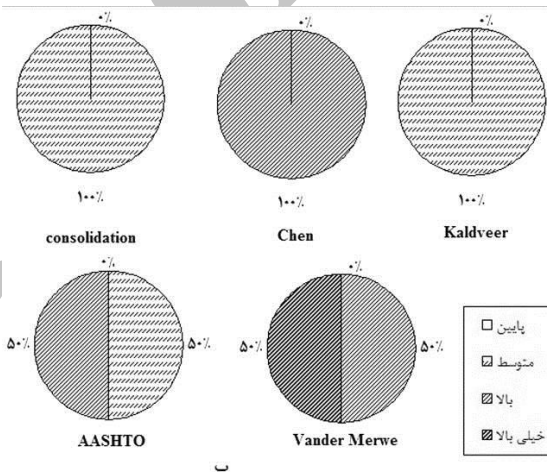 ۰٪
۰٪
۰٪
۱۰۰٪
۱۰۰٪
۱۰۰٪
consolidation
Chen
Kaldveer
۰٪
۰٪
۵۰٪
۵۰٪
۵۰٪
۵۰٪
AASHTO
Vander Merwe
پایین
متوسط
بالا
خیلی بالا
ب